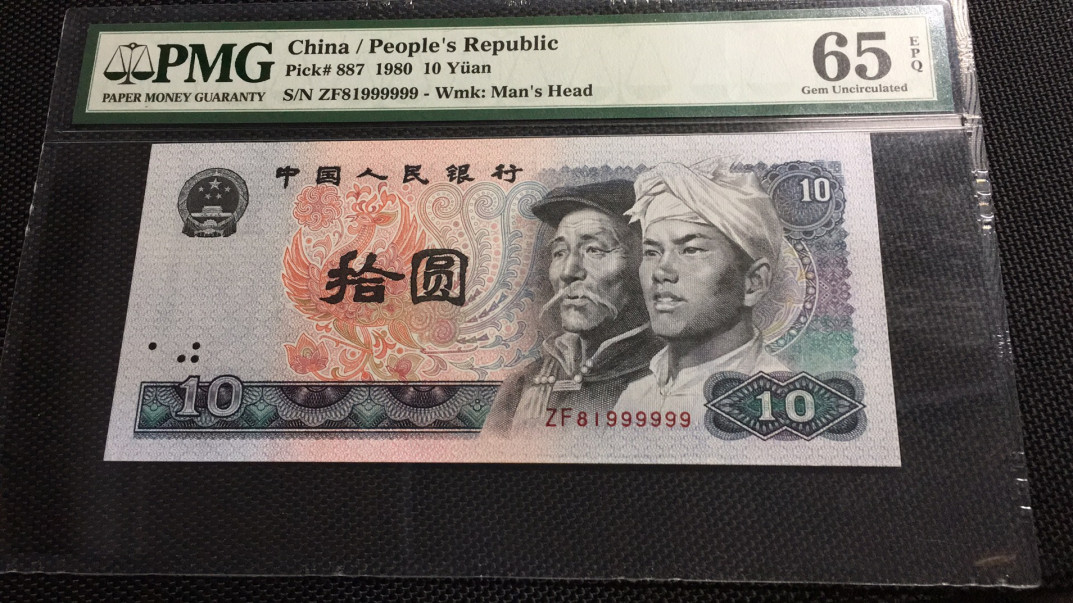 PMG
PAPER MONEY GUARANTY
China / People's Republic
Pick# 887 1980 10 Yüan
S/N ZF81999999 - Wmk: Man's Head
65
EPQ
Gem Uncirculated
中国人民银行
10
拾圆
10
ZF81999999
10